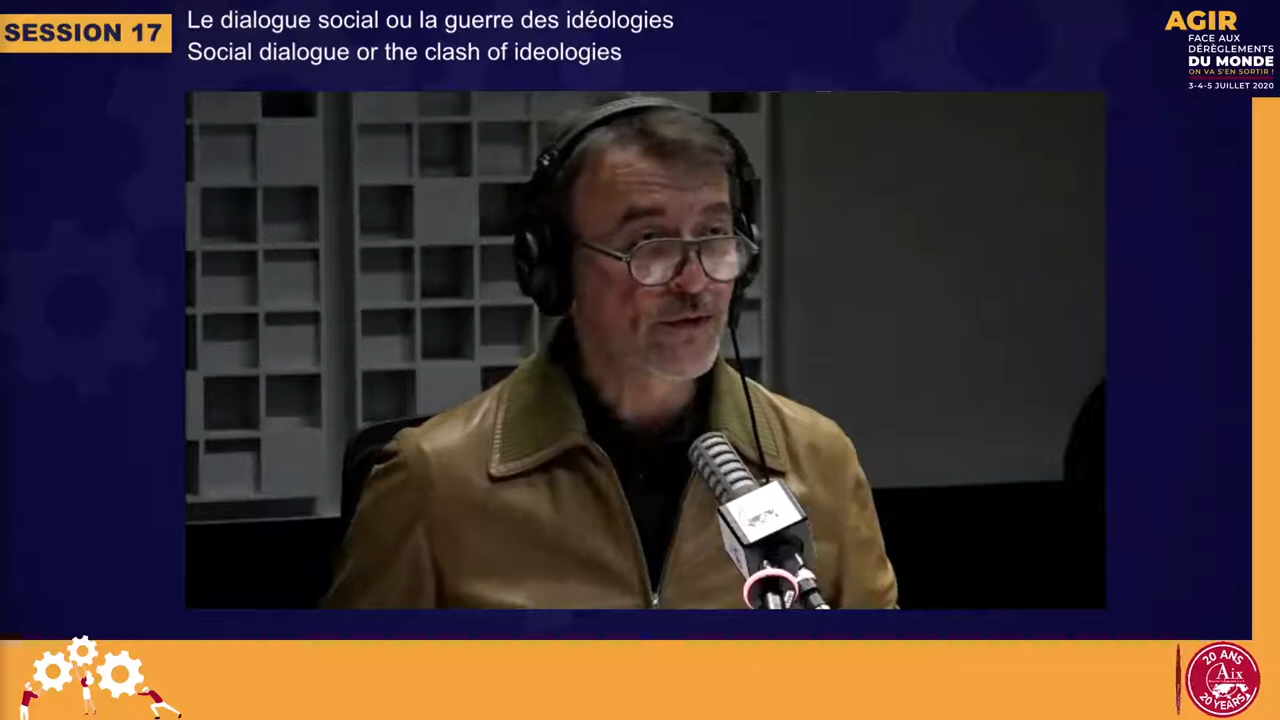 SESSION 17
Le dialogue social ou la guerre des idéologies
Social dialogue or the clash of ideologies
AGIR
FACE AUX
DÉRÈGLEMENTS
DU MONDE
ON VA S'EN SORTIR !
3-4-5 JUILLET 2020
20 ANS
Aix
20 YEARS